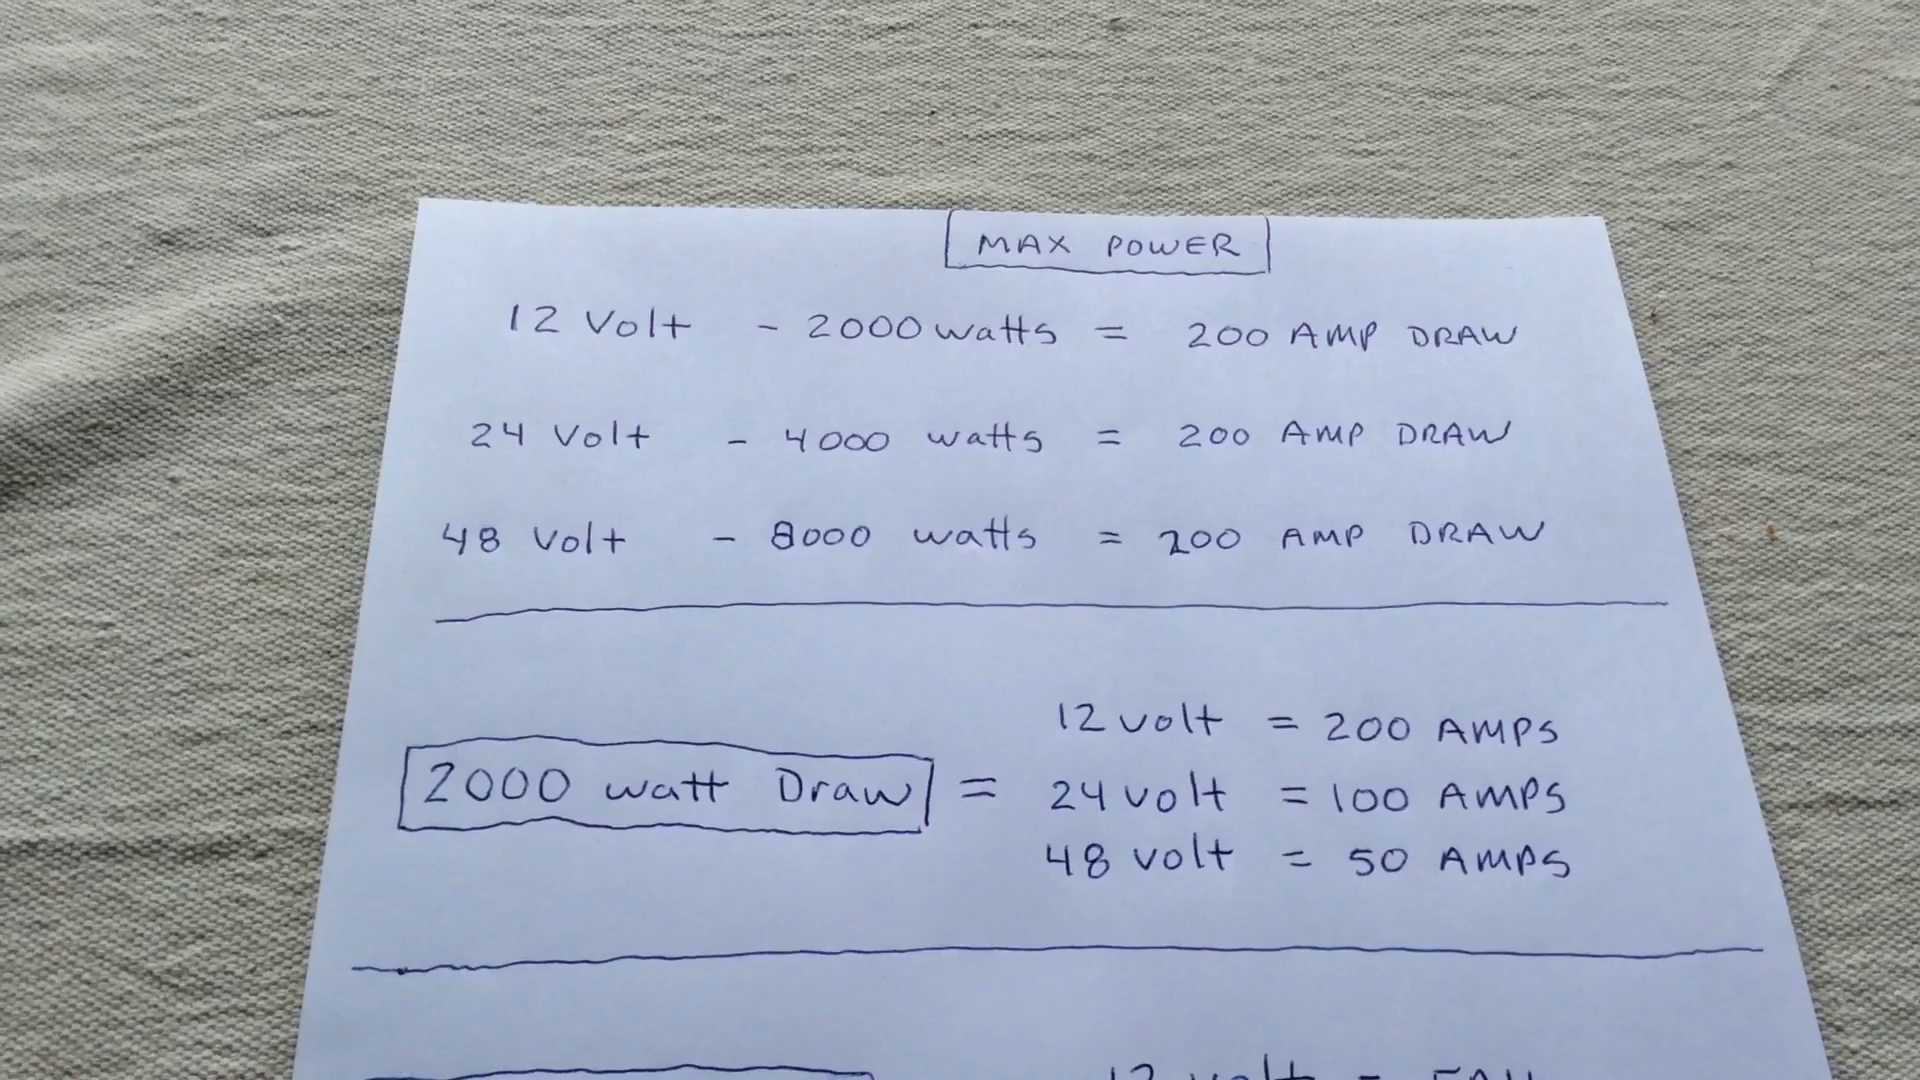 MAX POWER
12 Volt - 2000 watts = 200 AMP DRAW
24 Volt - 4000 watts = 200 AMP DRAW
48 Volt - 8000 watts = 200 AMP DRAW
12 volt = 200 AMPS
2000 watt Draw = 24 volt = 100 AMPS
48 volt = 50 AMPS
12 volt =